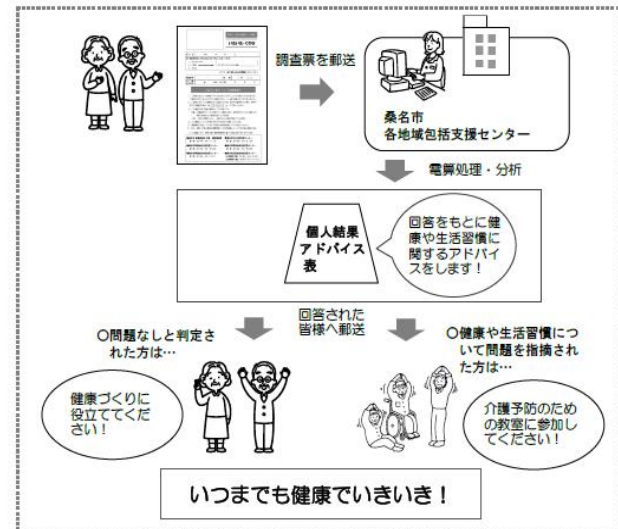 調査票を郵送
桑名市
各地域包括支援センター
電算処理・分析
個人結果
アドバイス
表
回答をもとに健
康や生活習慣に
関するアドバイ
スをします！
回答された
皆様へ郵送
○問題なしと判定さ
れた方は…
○健康や生活習慣につ
いて問題を指摘され
た方は…
健康づくりに
役立ててくだ
さい！
介護予防のため
の教室に参加し
てください！
いつまでも健康でいきいき！